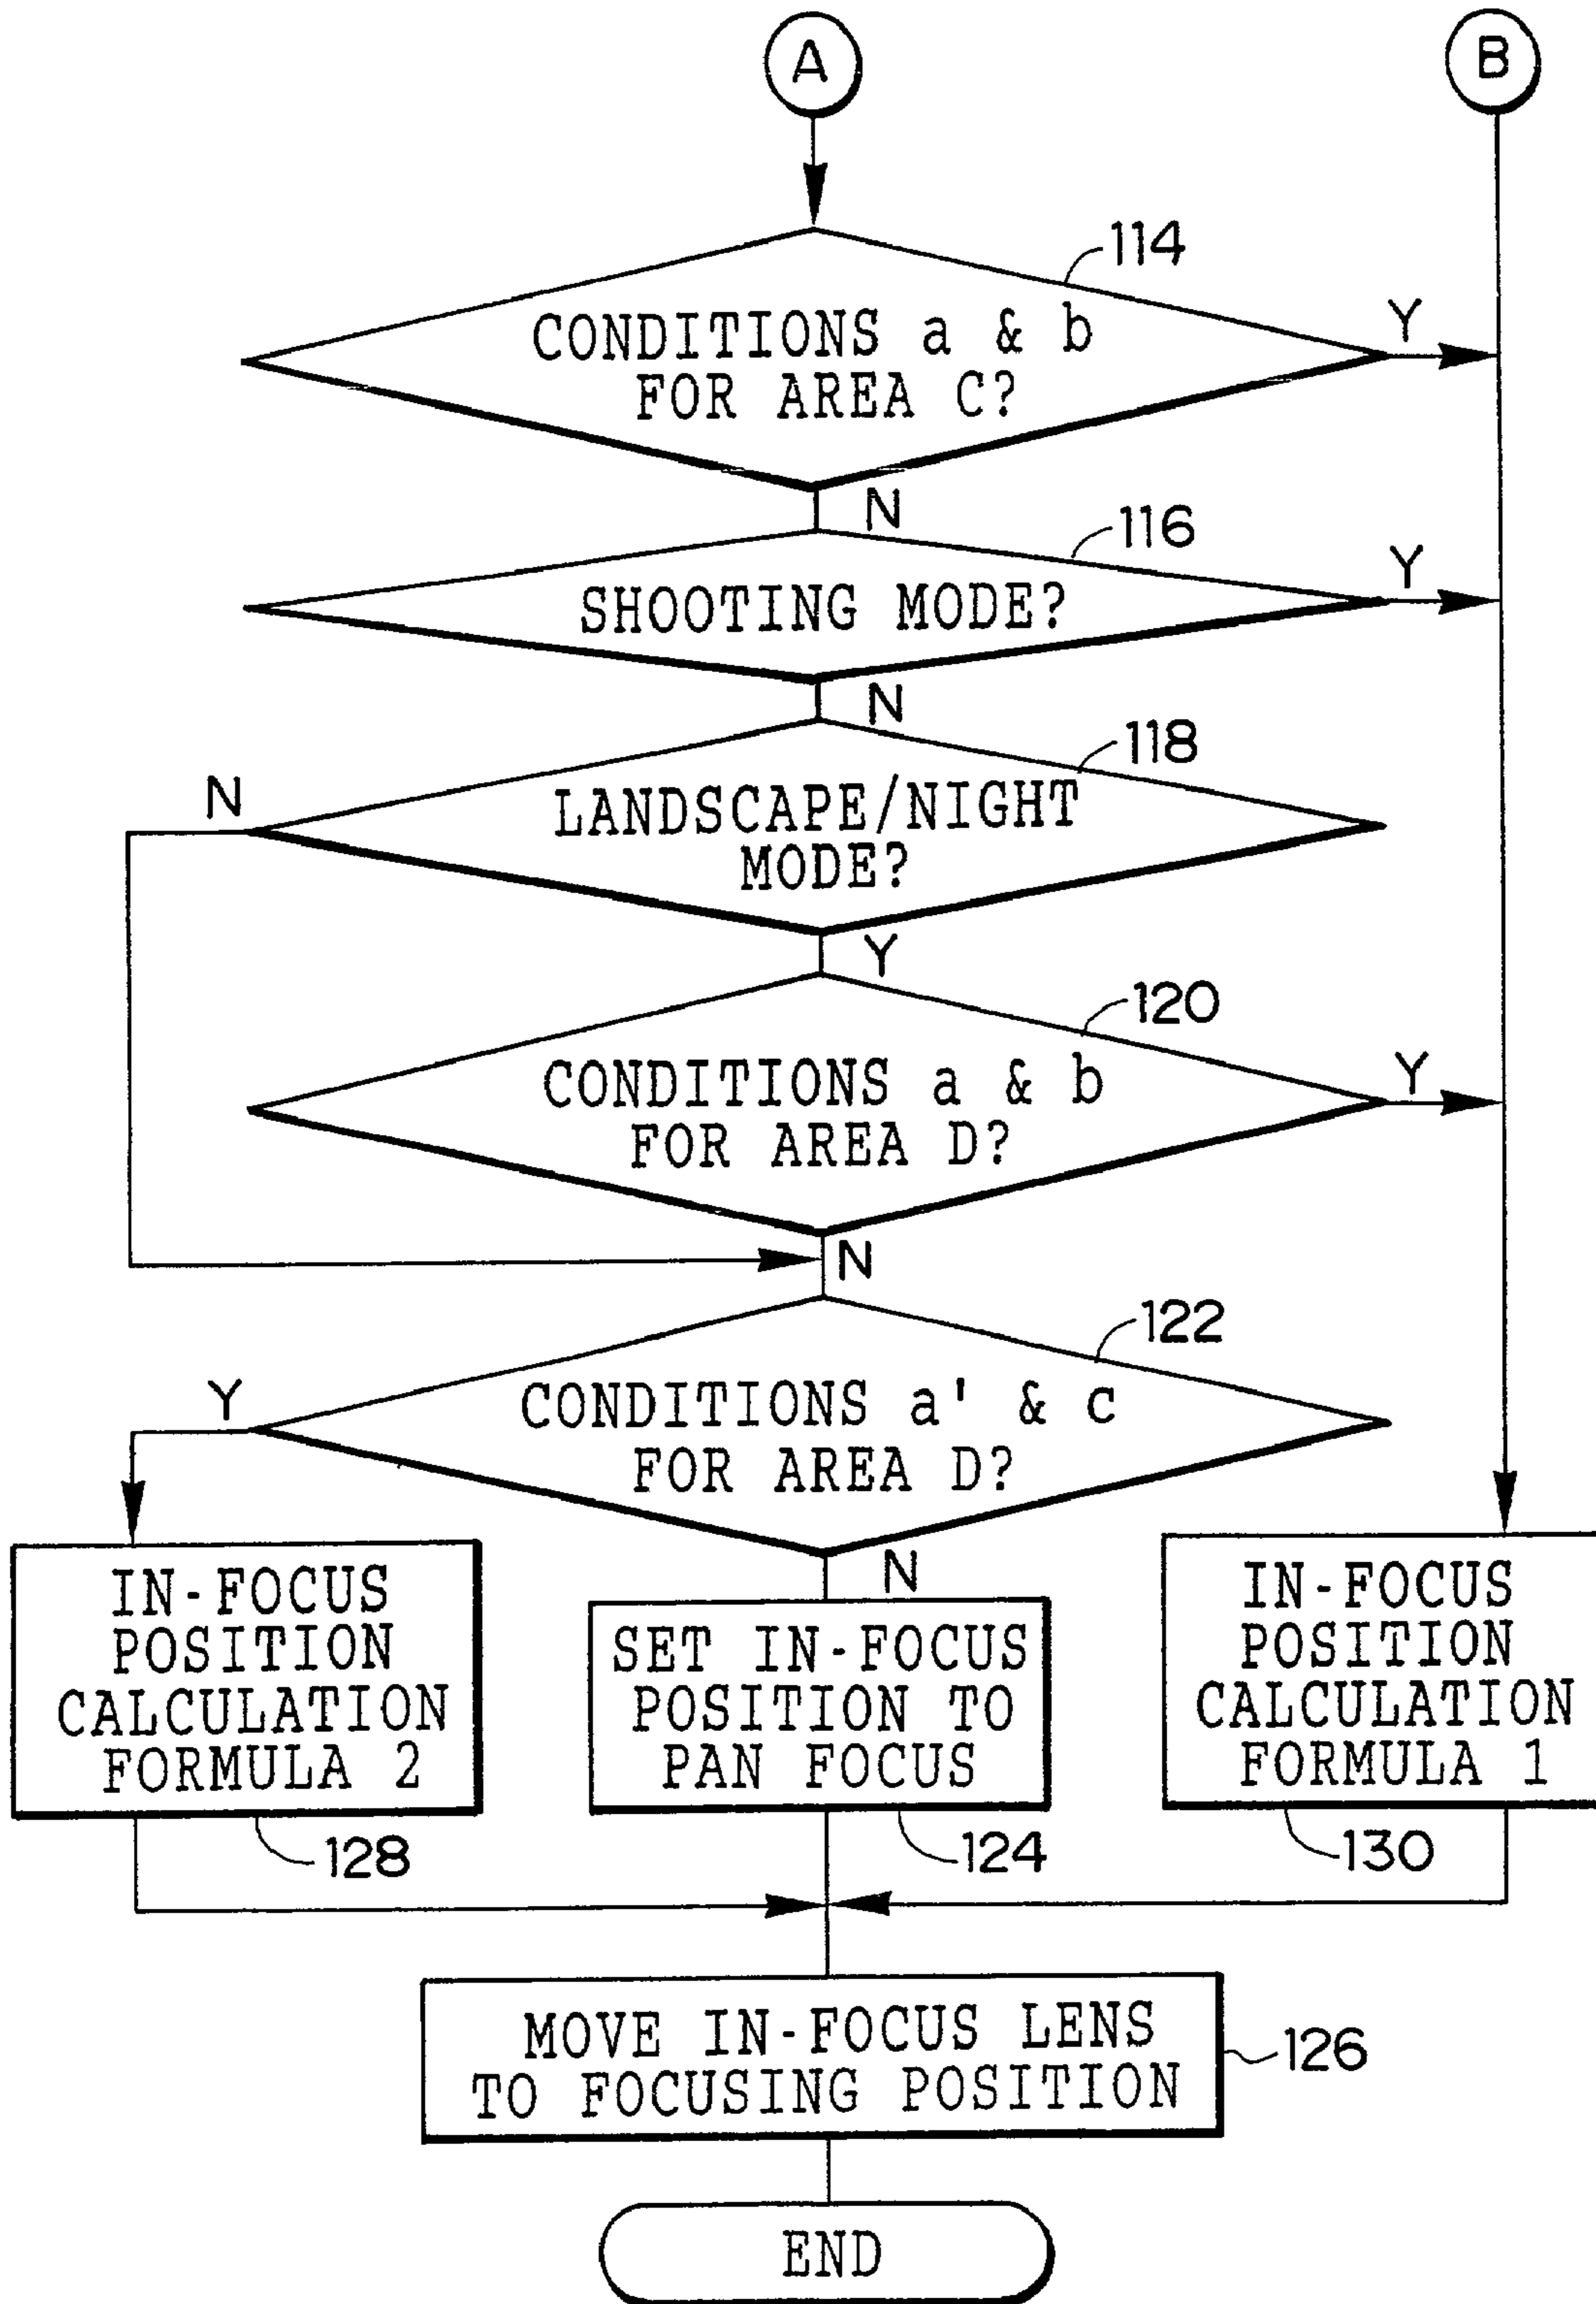 A
B
114
CONDITIONS a & b
FOR AREA C?
Y
N
116
SHOOTING MODE?
Y
N
118
N
LANDSCAPE/NIGHT
MODE?
Y
120
CONDITIONS a & b
FOR AREA D?
Y
N
122
Y
CONDITIONS a' & c
FOR AREA D?
N
IN-FOCUS
POSITION
CALCULATION
FORMULA 2
128
SET IN-FOCUS
POSITION TO
PAN FOCUS
124
IN-FOCUS
POSITION
CALCULATION
FORMULA 1
130
MOVE IN-FOCUS LENS
TO FOCUSING POSITION
126
END